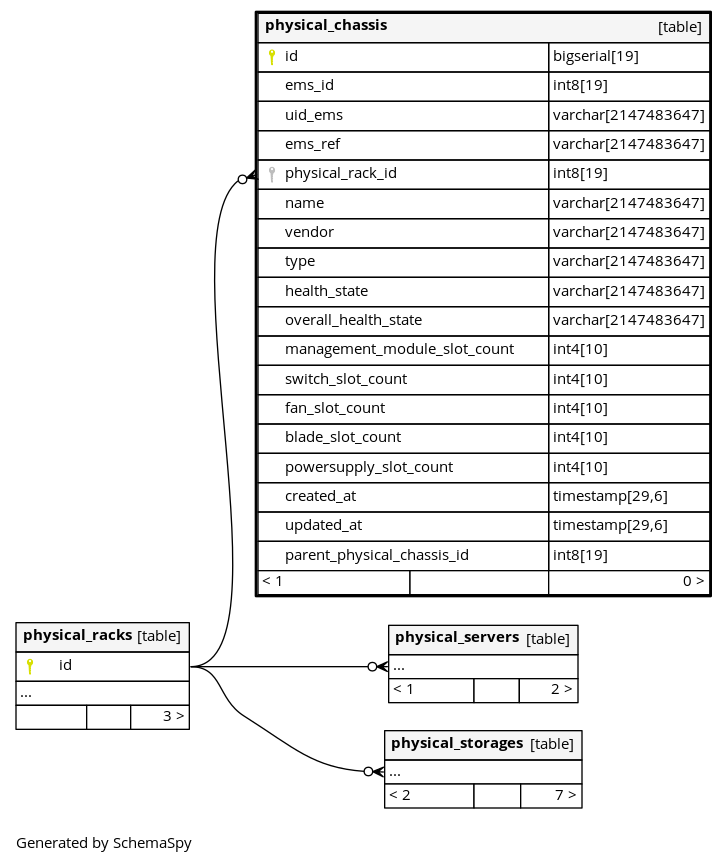 physical_chassis [table]
id bigserial[19]
ems_id int8[19]
uid_ems varchar[2147483647]
ems_ref varchar[2147483647]
physical_rack_id int8[19]
name varchar[2147483647]
vendor varchar[2147483647]
type varchar[2147483647]
health_state varchar[2147483647]
overall_health_state varchar[2147483647]
management_module_slot_count int4[10]
switch_slot_count int4[10]
fan_slot_count int4[10]
blade_slot_count int4[10]
powersupply_slot_count int4[10]
created_at timestamp[29,6]
updated_at timestamp[29,6]
parent_physical_chassis_id int8[19]
< 1 0 >
physical_racks [table]
id
...
3 >
physical_servers [table]
...
< 1 2 >
physical_storages [table]
...
< 2 7 >
Generated by SchemaSpy